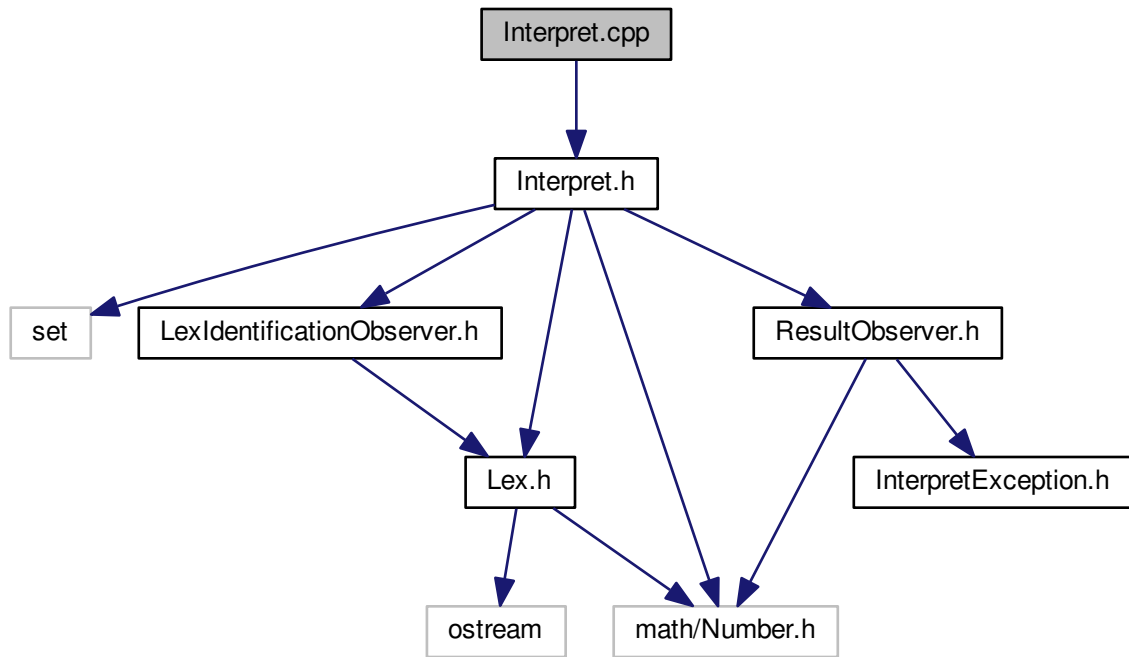 Interpret.cpp
Interpret.h
set
LexIdentificationObserver.h
ResultObserver.h
Lex.h
InterpretException.h
ostream
math/Number.h